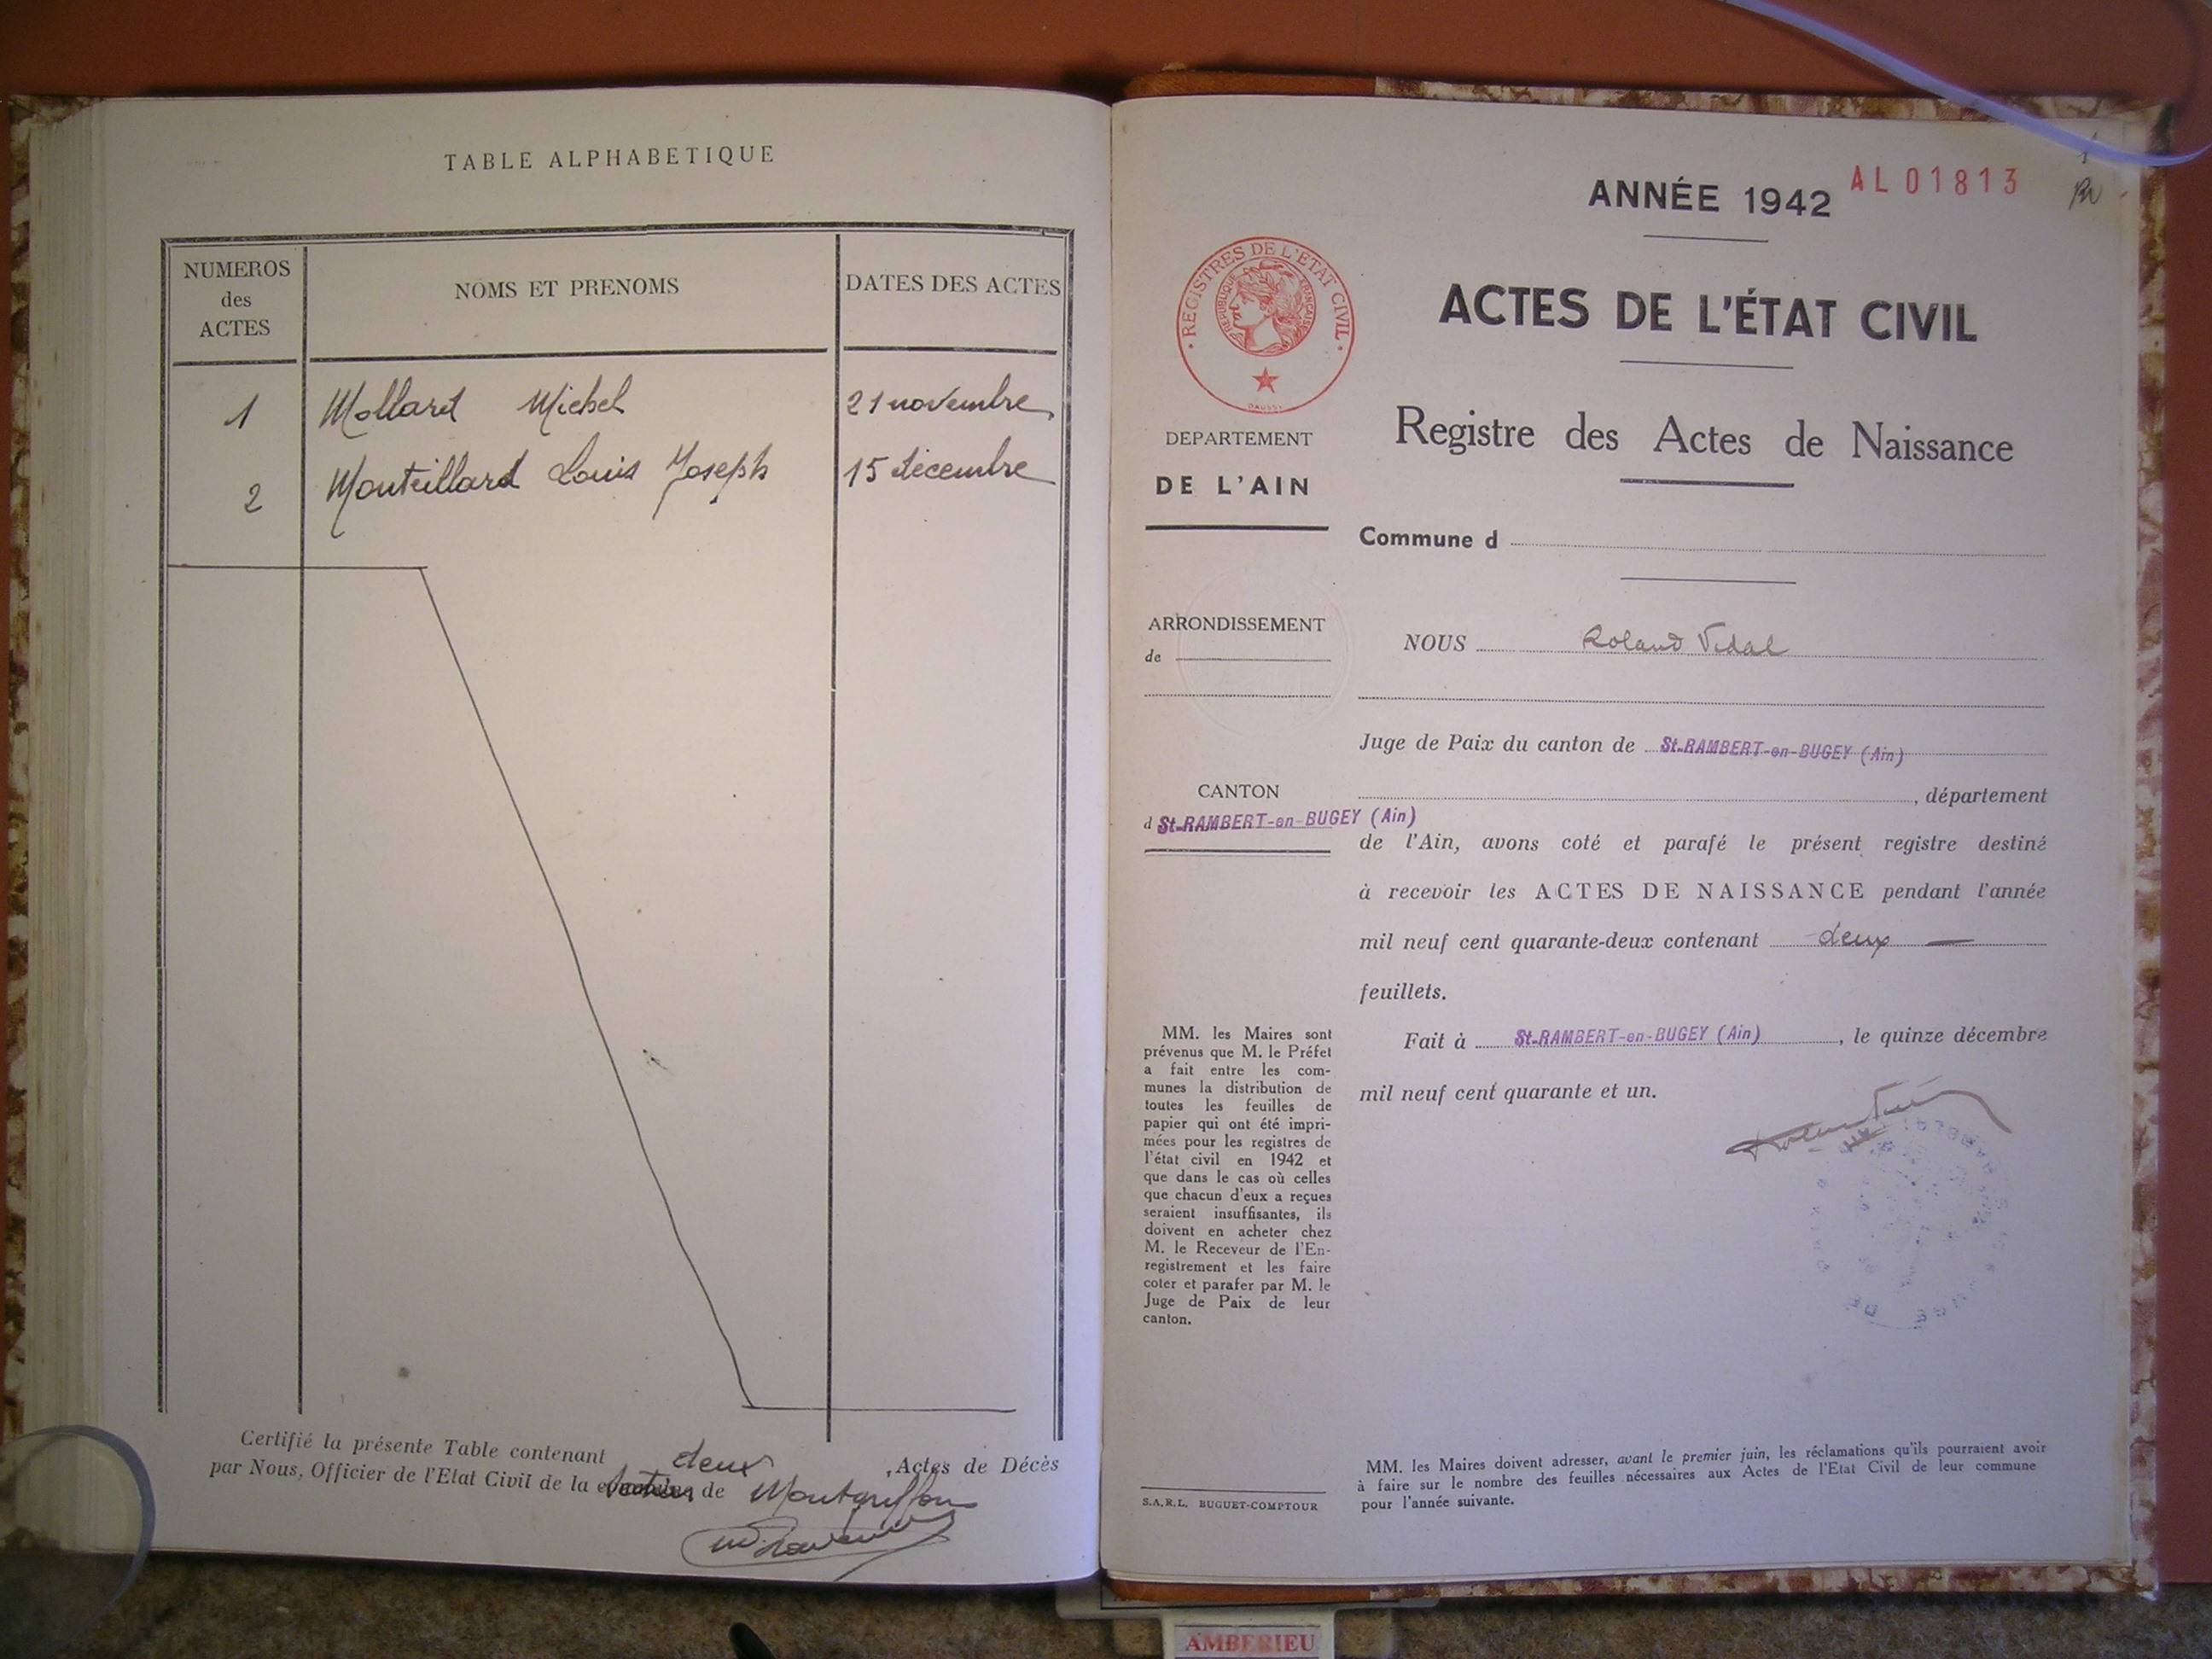 TABLE ALPHABETIQUE
NUMEROS
des
ACTES
NOMS ET PRENOMS
DATES DES ACTES
1 Mollard Michel 21 novembre
2 Monteillard Louis Joseph 15 décembre
Certifié la présente Table contenant deux, Actes de Décès
par Nous, Officier de l'Etat Civil de la de Montgriffon
ANNÉE 1942
AL01813
1
RV
REGISTRES DE L'ETAT CIVIL
REPUBLIQUE FRANÇAISE
ACTES DE L'ÉTAT CIVIL
Registre des Actes de Naissance
DEPARTEMENT
DE L'AIN
Commune d
ARRONDISSEMENT
de
NOUS Roland Vidal
Juge de Paix du canton de St-RAMBERT-en-BUGEY (Ain)
, département
CANTON
d St-RAMBERT-en-BUGEY (Ain)
de l'Ain, avons coté et parafé le présent registre destiné
à recevoir les ACTES DE NAISSANCE pendant l'année
mil neuf cent quarante-deux contenant deux —
feuillets.
Fait à St-RAMBERT-en-BUGEY (Ain), le quinze décembre
mil neuf cent quarante et un.
MM. les Maires sont
prévenus que M. le Préfet
a fait entre les com-
munes la distribution de
toutes les feuilles de
papier qui ont été impri-
mées pour les registres de
l'état civil en 1942 et
que dans le cas où celles
que chacun d'eux a reçues
seraient insuffisantes, ils
doivent en acheter chez
M. le Receveur de l'En-
registrement et les faire
coter et parafer par M. le
Juge de Paix de leur
canton.
S.A.R.L. BUGUET-COMPTOUR
MM. les Maires doivent adresser, avant le premier juin, les réclamations qu'ils pourraient avoir
à faire sur le nombre des feuilles nécessaires aux Actes de l'Etat Civil de leur commune
pour l'année suivante.
AMBERIEU